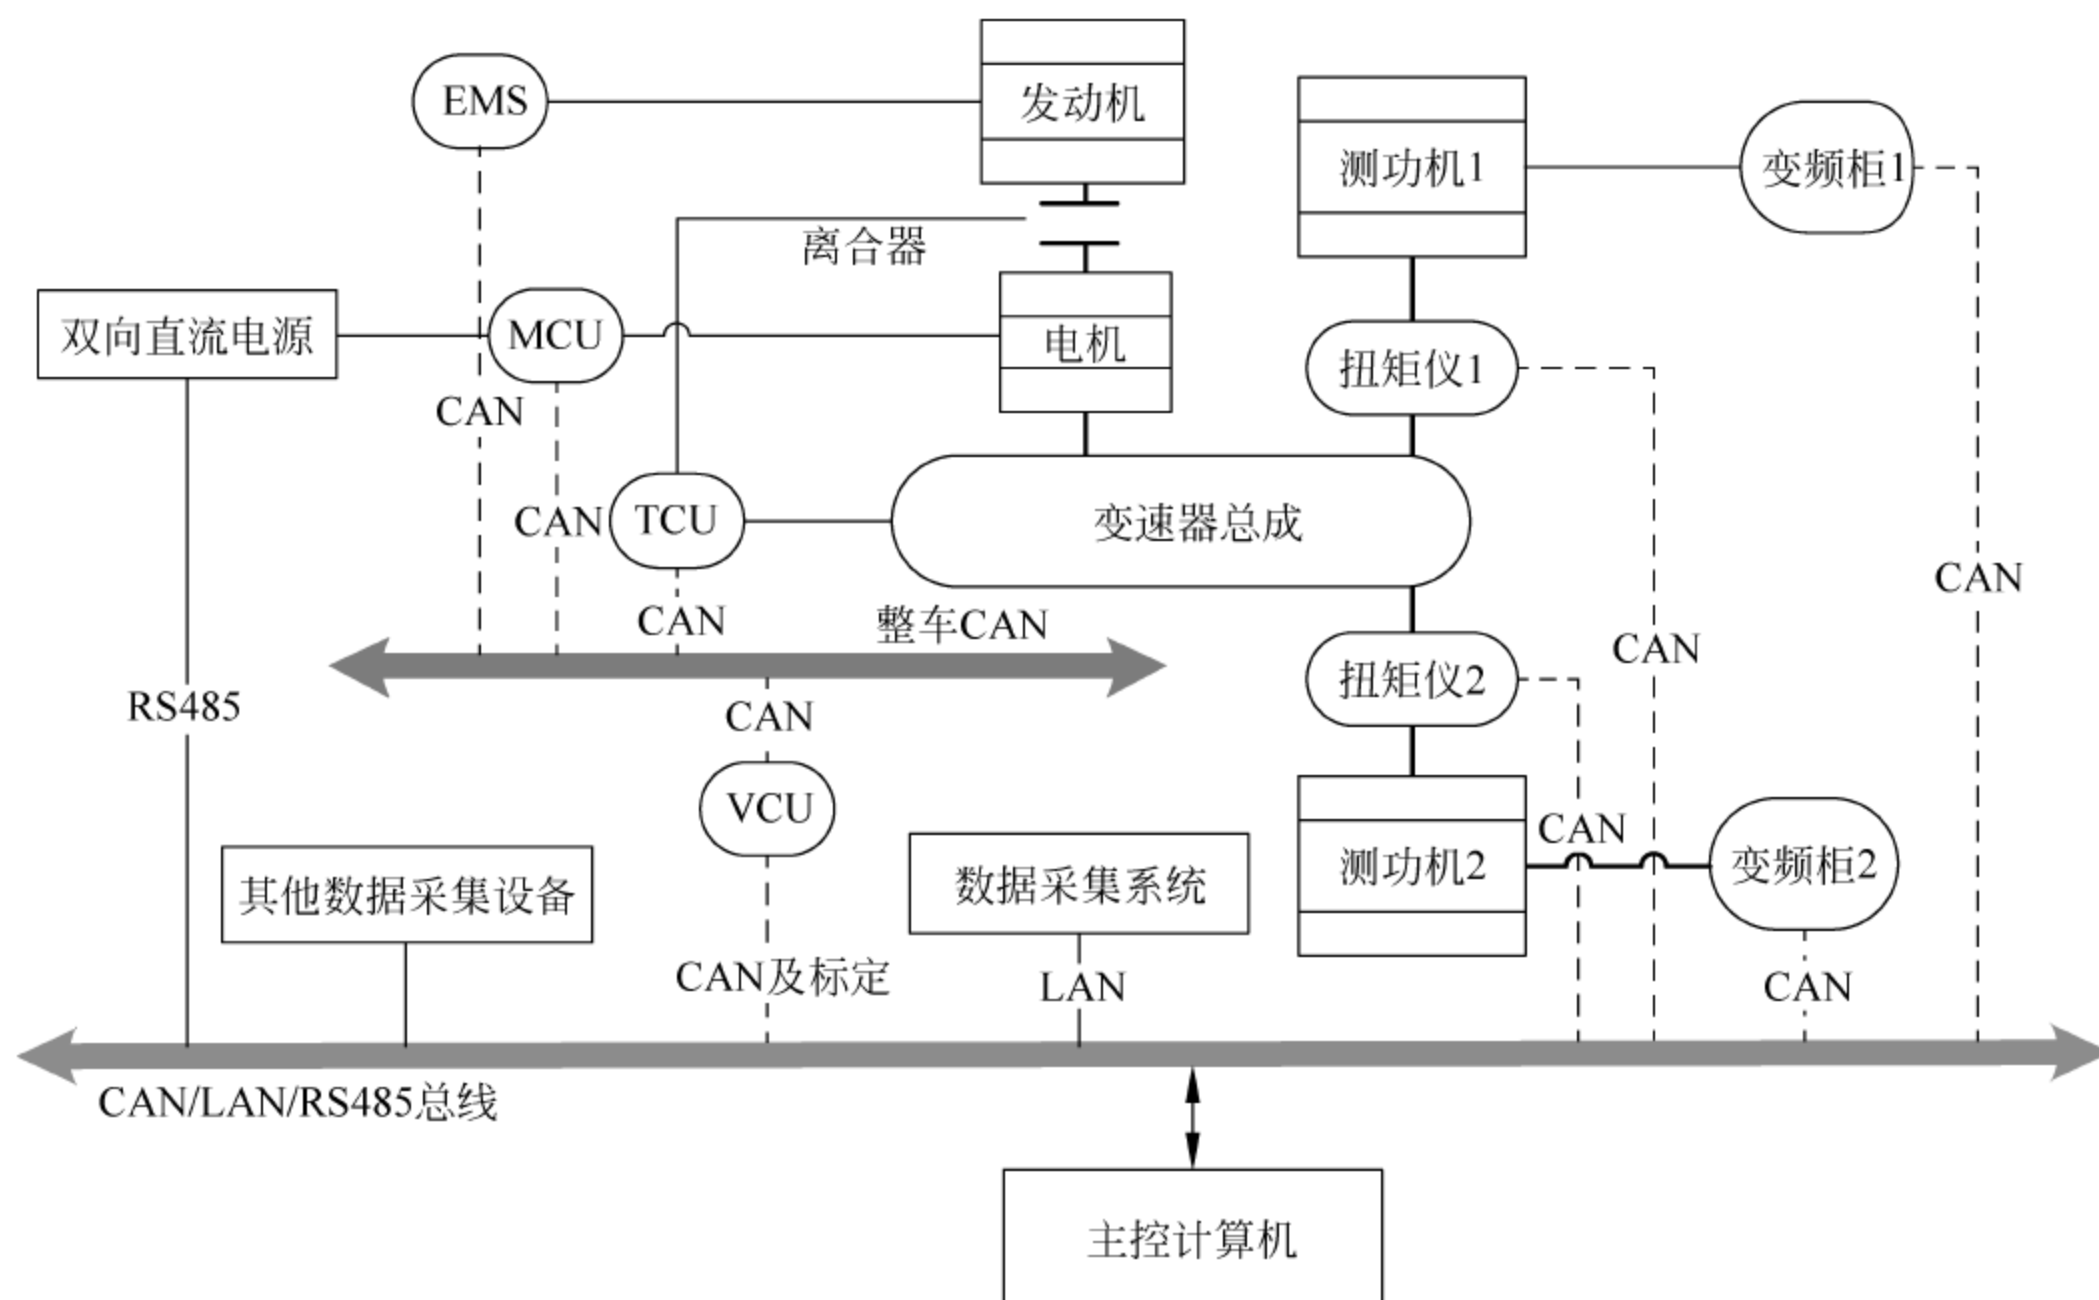 EMS
发动机
测功机1
变频柜1
离合器
双向直流电源
MCU
电机
扭矩仪1
CAN
CAN
TCU
变速器总成
CAN
CAN
整车CAN
CAN
扭矩仪2
RS485
CAN
VCU
CAN
测功机2
变频柜2
其他数据采集设备
数据采集系统
CAN及标定
LAN
CAN
CAN/LAN/RS485总线
主控计算机